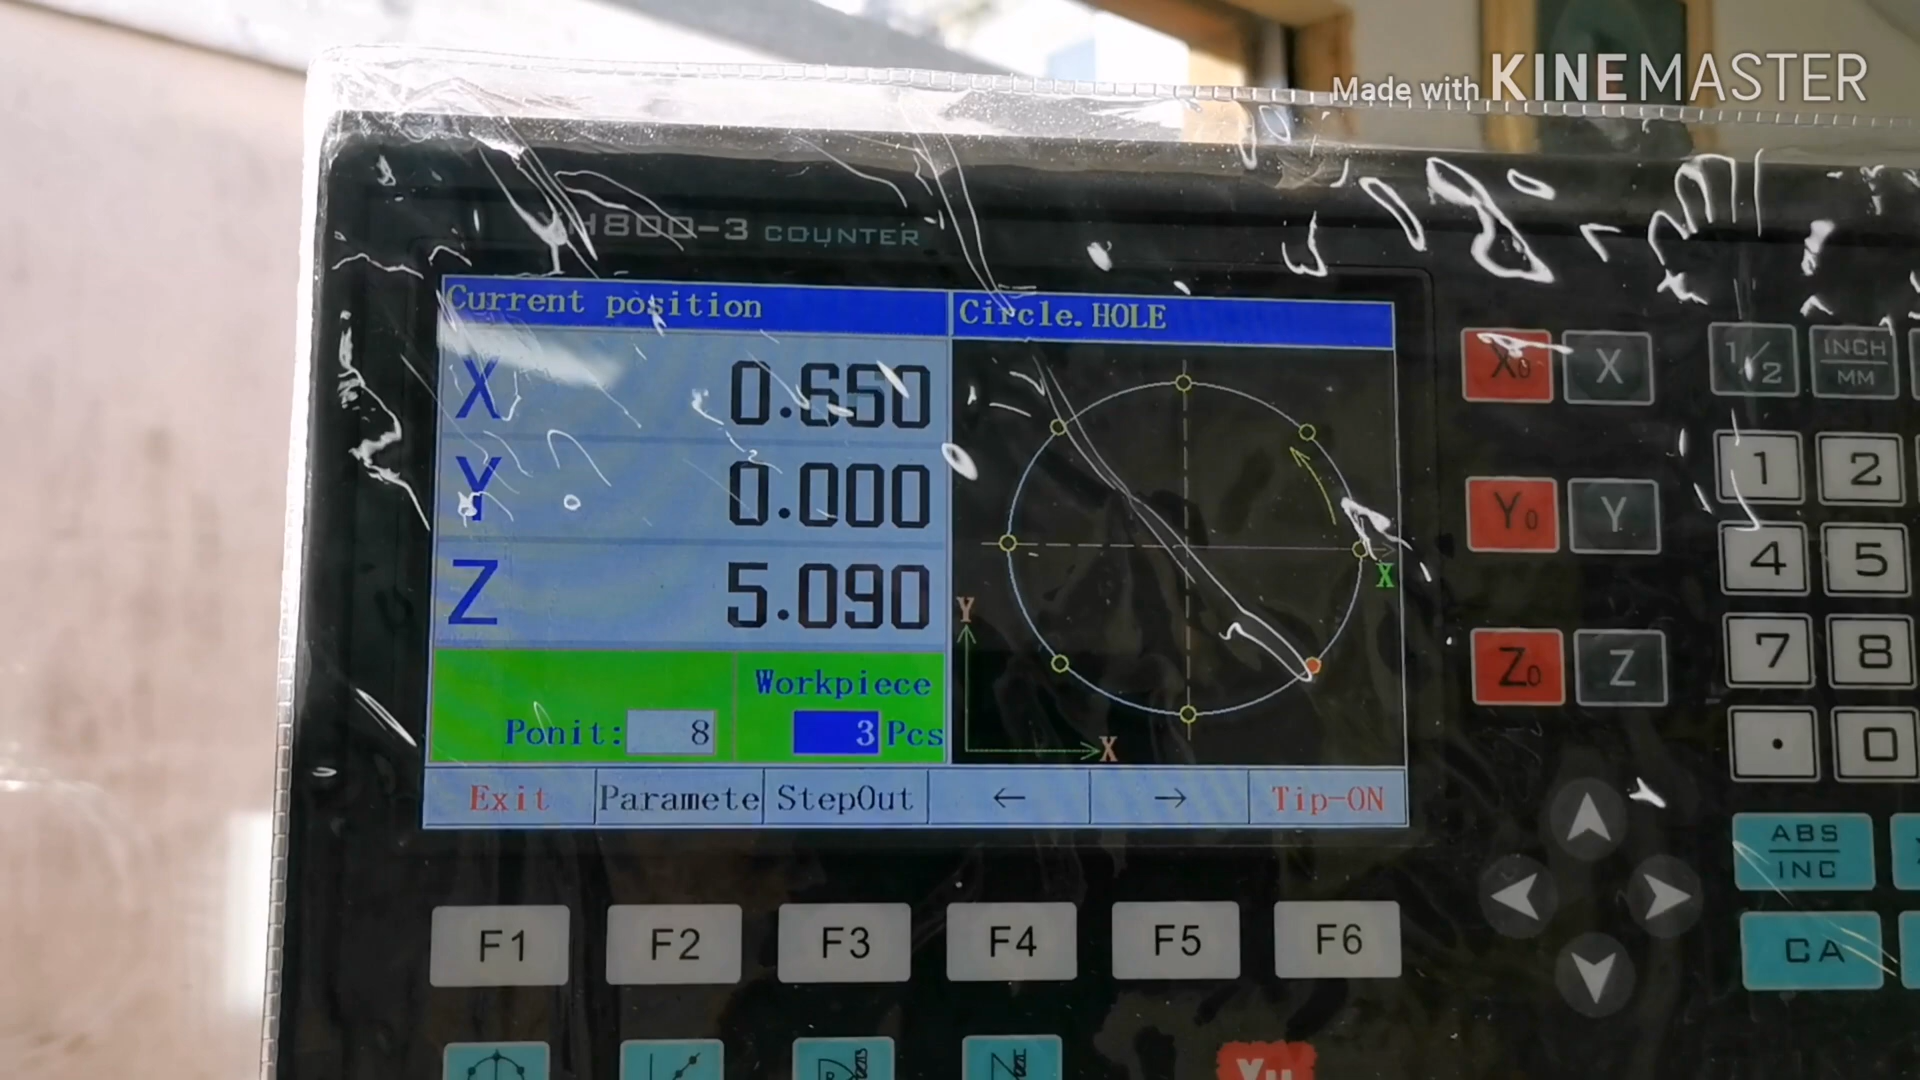 Made with KINEMASTER
H800-3 COUNTER
Current position
Circle.HOLE
X 0.650
Y 0.000
Z 5.090
Workpiece
Ponit: 8
3 Pcs
Y
X
X
Exit
Paramete
StepOut
←
→
Tip-ON
F1
F2
F3
F4
F5
F6
X0
X
1/2
INCH
MM
Y0
Y
1
2
4
5
Z0
Z
7
8
.
0
ABS
INC
CA